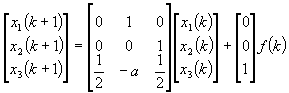 [x₁(k+1) x₂(k+1) x₃(k+1)] = [0 1 0; 0 0 1; 1/2 −a 1/2] [x₁(k) x₂(k) x₃(k)] + [0 0 1] f(k)